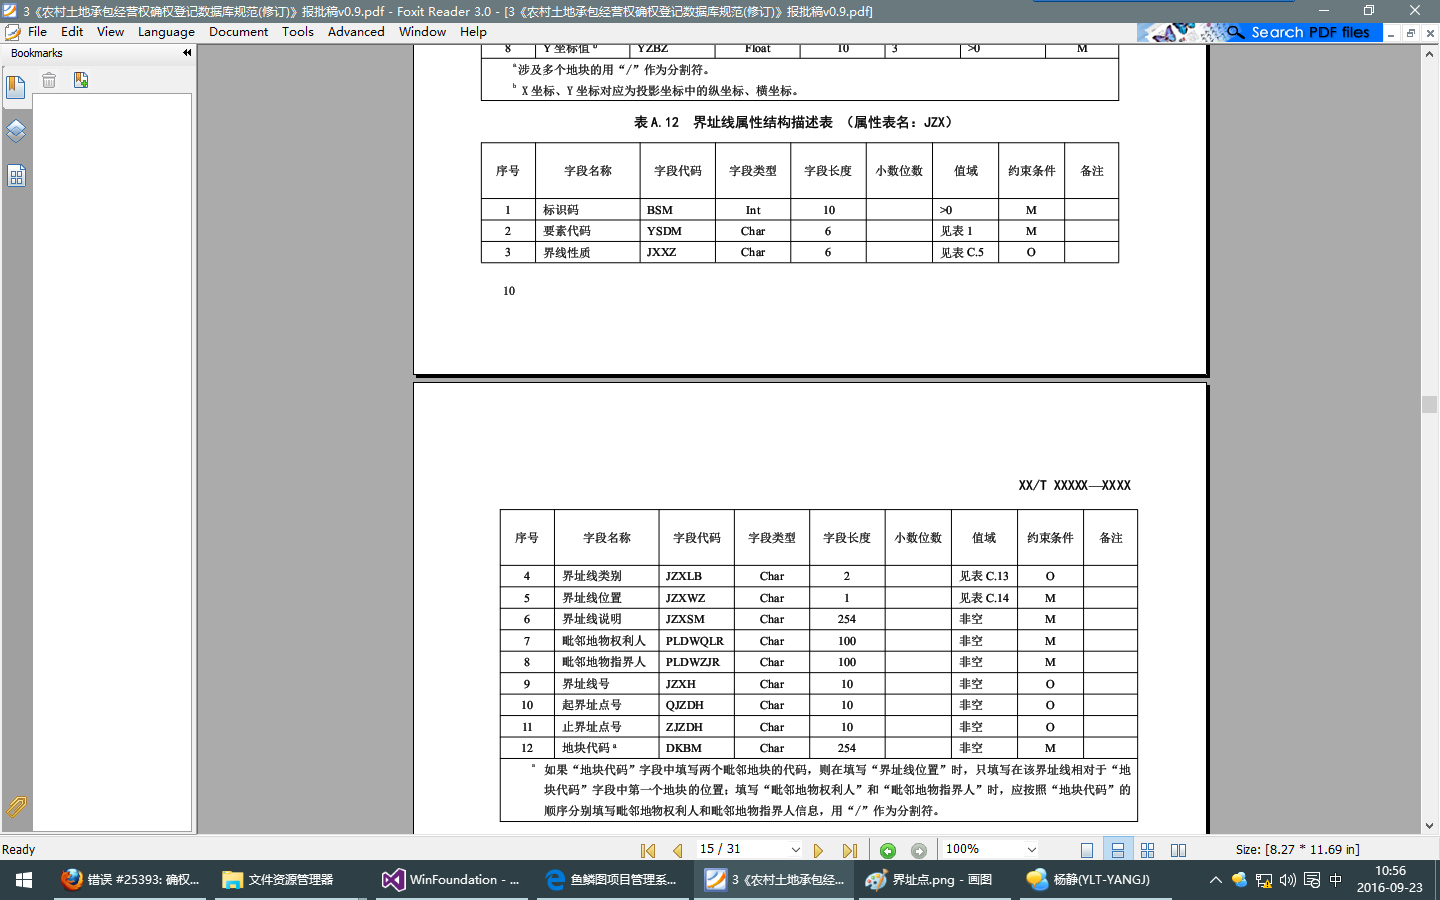 3《农村土地承包经营权确权登记数据库规范(修订)》报批稿v0.9.pdf - Foxit Reader 3.0 - [3《农村土地承包经营权确权登记数据库规范(修订)》报批稿v0.9.pdf]
File Edit View Language Document Tools Advanced Window Help
Search PDF files
Bookmarks
8 Y 坐标值 b YZBZ Float 10 3 >0 M
a 涉及多个地块的用“/”作为分割符。
b X 坐标、Y 坐标对应为投影坐标中的纵坐标、横坐标。
表 A.12 界址线属性结构描述表 （属性表名：JZX）
序号 字段名称 字段代码 字段类型 字段长度 小数位数 值域 约束条件 备注
1 标识码 BSM Int 10 >0 M
2 要素代码 YSDM Char 6 见表 1 M
3 界线性质 JXXZ Char 6 见表 C.5 O
10
XX/T XXXXX—XXXX
序号 字段名称 字段代码 字段类型 字段长度 小数位数 值域 约束条件 备注
4 界址线类别 JZXLB Char 2 见表 C.13 O
5 界址线位置 JZXWZ Char 1 见表 C.14 M
6 界址线说明 JZXSM Char 254 非空 M
7 毗邻地物权利人 PLDWQLR Char 100 非空 M
8 毗邻地物指界人 PLDWZJR Char 100 非空 M
9 界址线号 JZXH Char 10 非空 O
10 起界址点号 QJZDH Char 10 非空 O
11 止界址点号 ZJZDH Char 10 非空 O
12 地块代码 a DKBM Char 254 非空 M
a 如果“地块代码”字段中填写两个毗邻地块的代码，则在填写“界址线位置”时，只填写在该界址线相对于“地
块代码”字段中第一个地块的位置；填写“毗邻地物权利人”和“毗邻地物指界人”时，应按照“地块代码”的
顺序分别填写毗邻地物权利人和毗邻地物指界人信息，用“/”作为分割符。
Ready 15 / 31 100% Size: [8.27 * 11.69 in]
错误 #25393: 确权... 文件资源管理器 WinFoundation - ... 鱼鳞图项目管理系... 3《农村土地承包经... 界址点.png - 画图 杨静(YLT-YANGJ) 中 10:56
2016-09-23